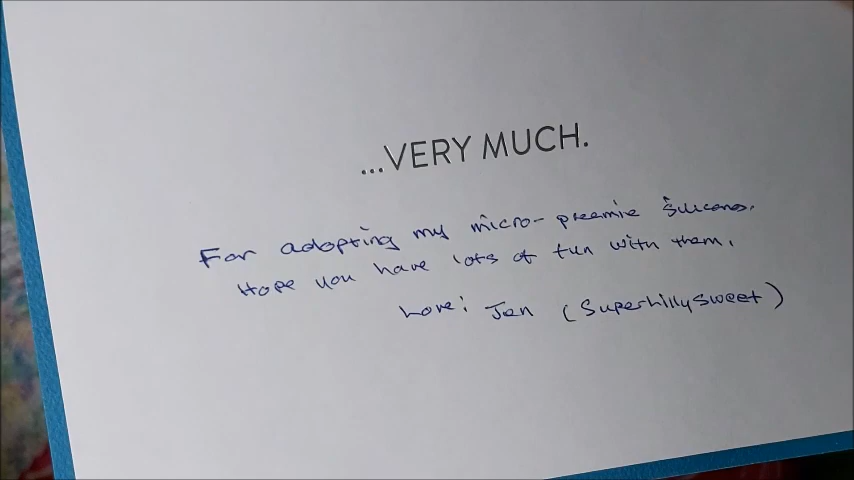 ...VERY MUCH.
For adopting my micro-preemie silicones.
Hope you have lots of fun with them.
Love: Jen (Superhillysweet)